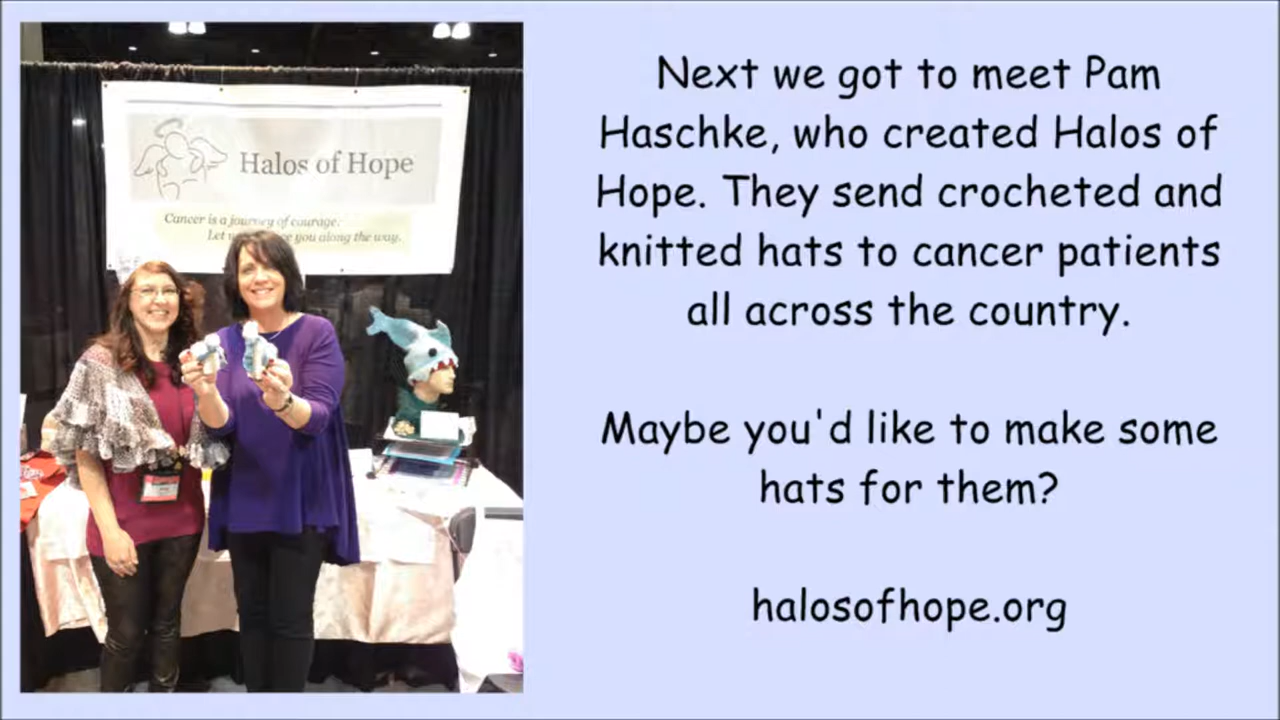 Halos of Hope
Cancer is a journey of courage:
Let you along the way.
Next we got to meet Pam
Haschke, who created Halos of
Hope. They send crocheted and
knitted hats to cancer patients
all across the country.
Maybe you'd like to make some
hats for them?
halosofhope.org